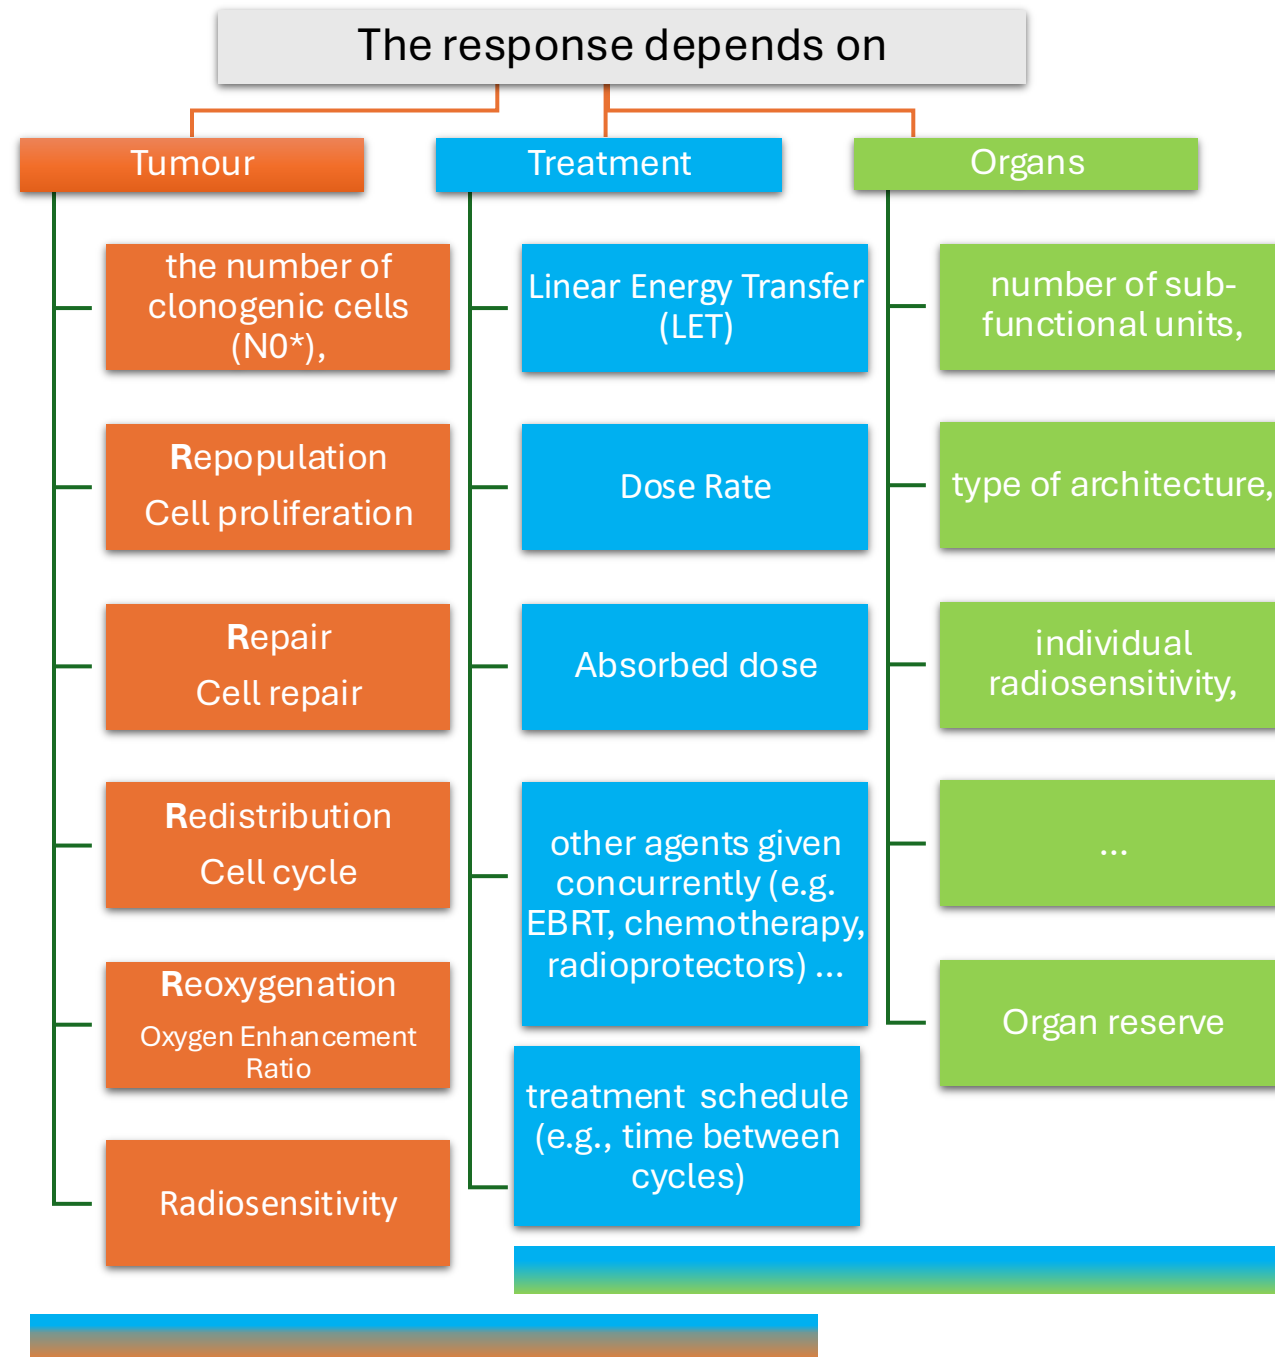 The response depends on
Tumour
the number of
clonogenic cells
(N0*),
Repopulation
Cell proliferation
Repair
Cell repair
Redistribution
Cell cycle
Reoxygenation
Oxygen Enhancement
Ratio
Radiosensitivity
Treatment
Linear Energy Transfer
(LET)
Dose Rate
Absorbed dose
other agents given
concurrently (e.g.
EBRT, chemotherapy,
radioprotectors) ...
treatment schedule
(e.g., time between
cycles)
Organs
number of sub-
functional units,
type of architecture,
individual
radiosensitivity,
...
Organ reserve